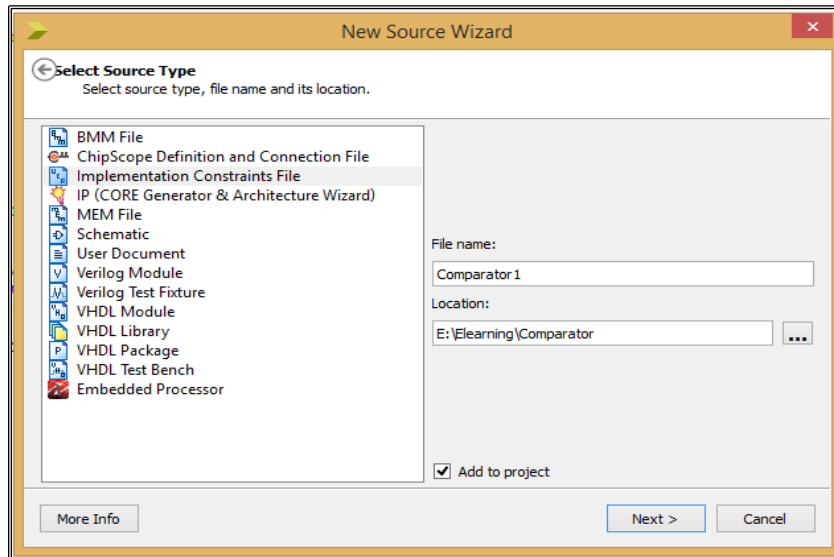 New Source Wizard
Select Source Type
Select source type, file name and its location.
BMM File
ChipScope Definition and Connection File
Implementation Constraints File
IP (CORE Generator & Architecture Wizard)
MEM File
Schematic
User Document
Verilog Module
Verilog Test Fixture
VHDL Module
VHDL Library
VHDL Package
VHDL Test Bench
Embedded Processor
File name:
Comparator1
Location:
E:\Elearning\Comparator
...
Add to project
More Info
Next >
Cancel